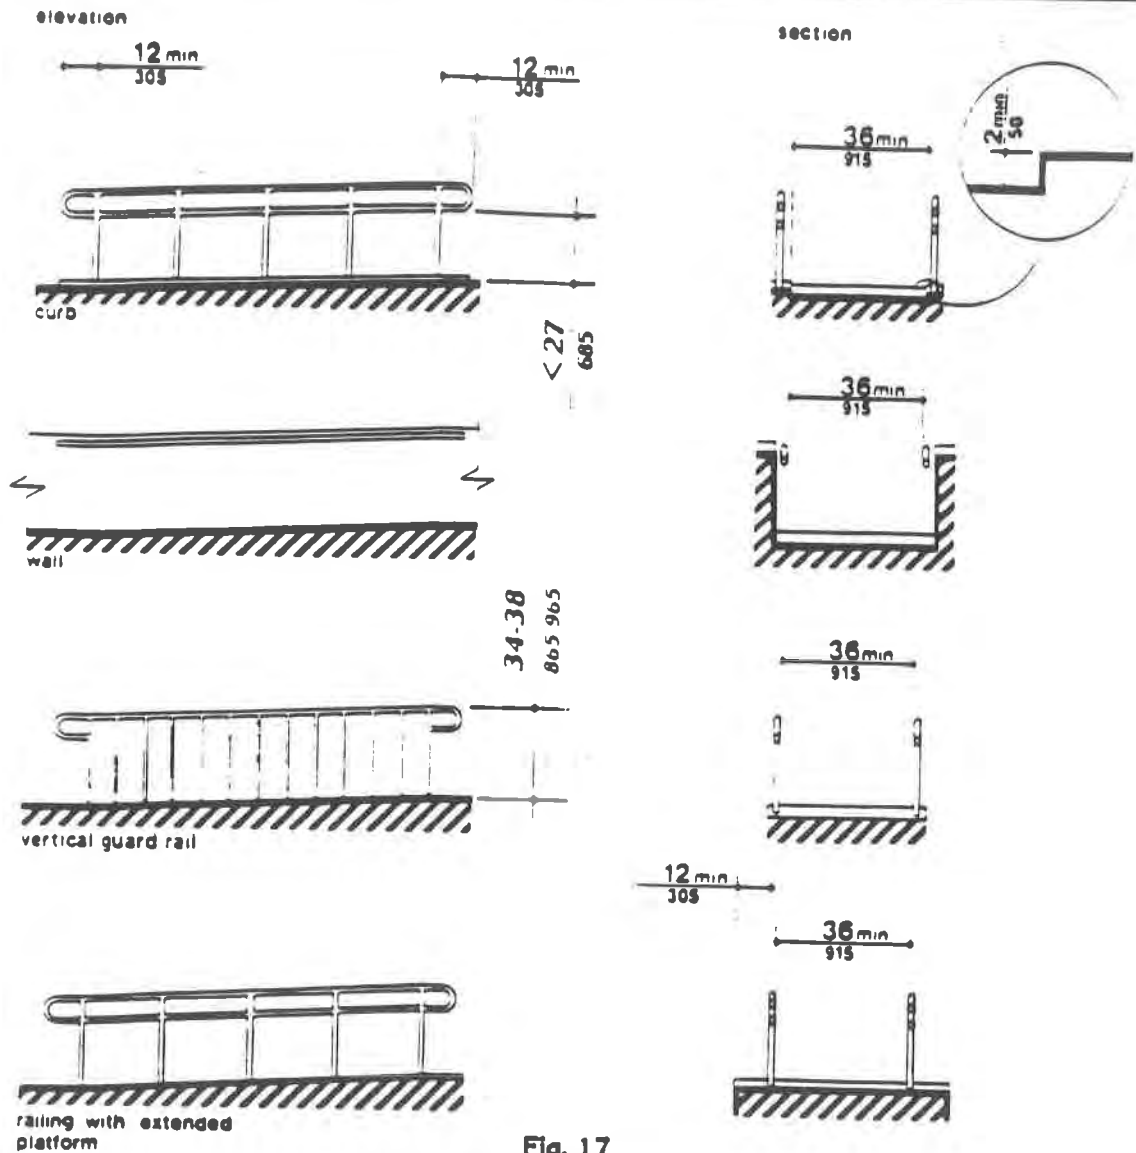 elevation
section
12 min
305
12 min
305
36 min
915
2 min
50
curb
< 27
685
36 min
915
wall
34-38
865 965
36 min
915
vertical guard rail
12 min
305
36 min
915
railing with extended
platform
Fig. 17